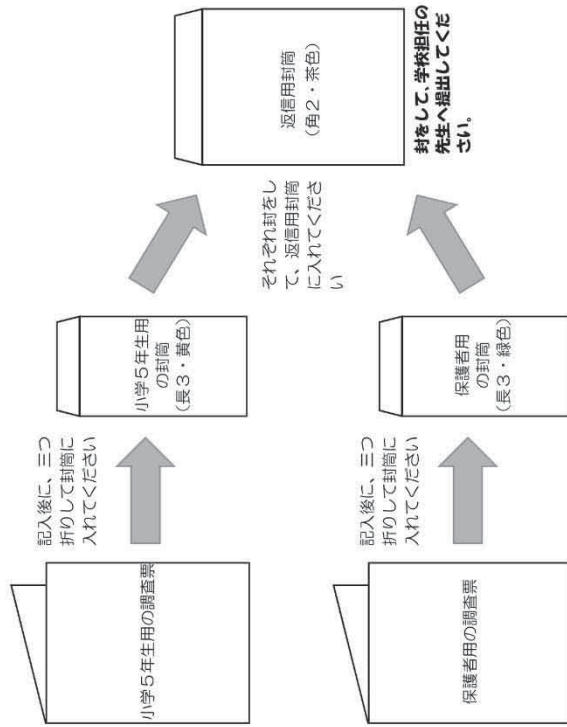 小学5年生用の調査票
記入後に、三つ
折りして封筒に
入れてください
小学5年生用
の封筒
(長3・黄色)
保護者用の調査票
記入後に、三つ
折りして封筒に
入れてください
保護者用
の封筒
(長3・緑色)
それぞれ封をし
て、返信用封筒
に入れてくださ
い
返信用封筒
(角2・茶色)
封をして、学校担任の
先生へ提出してくだ
さい。